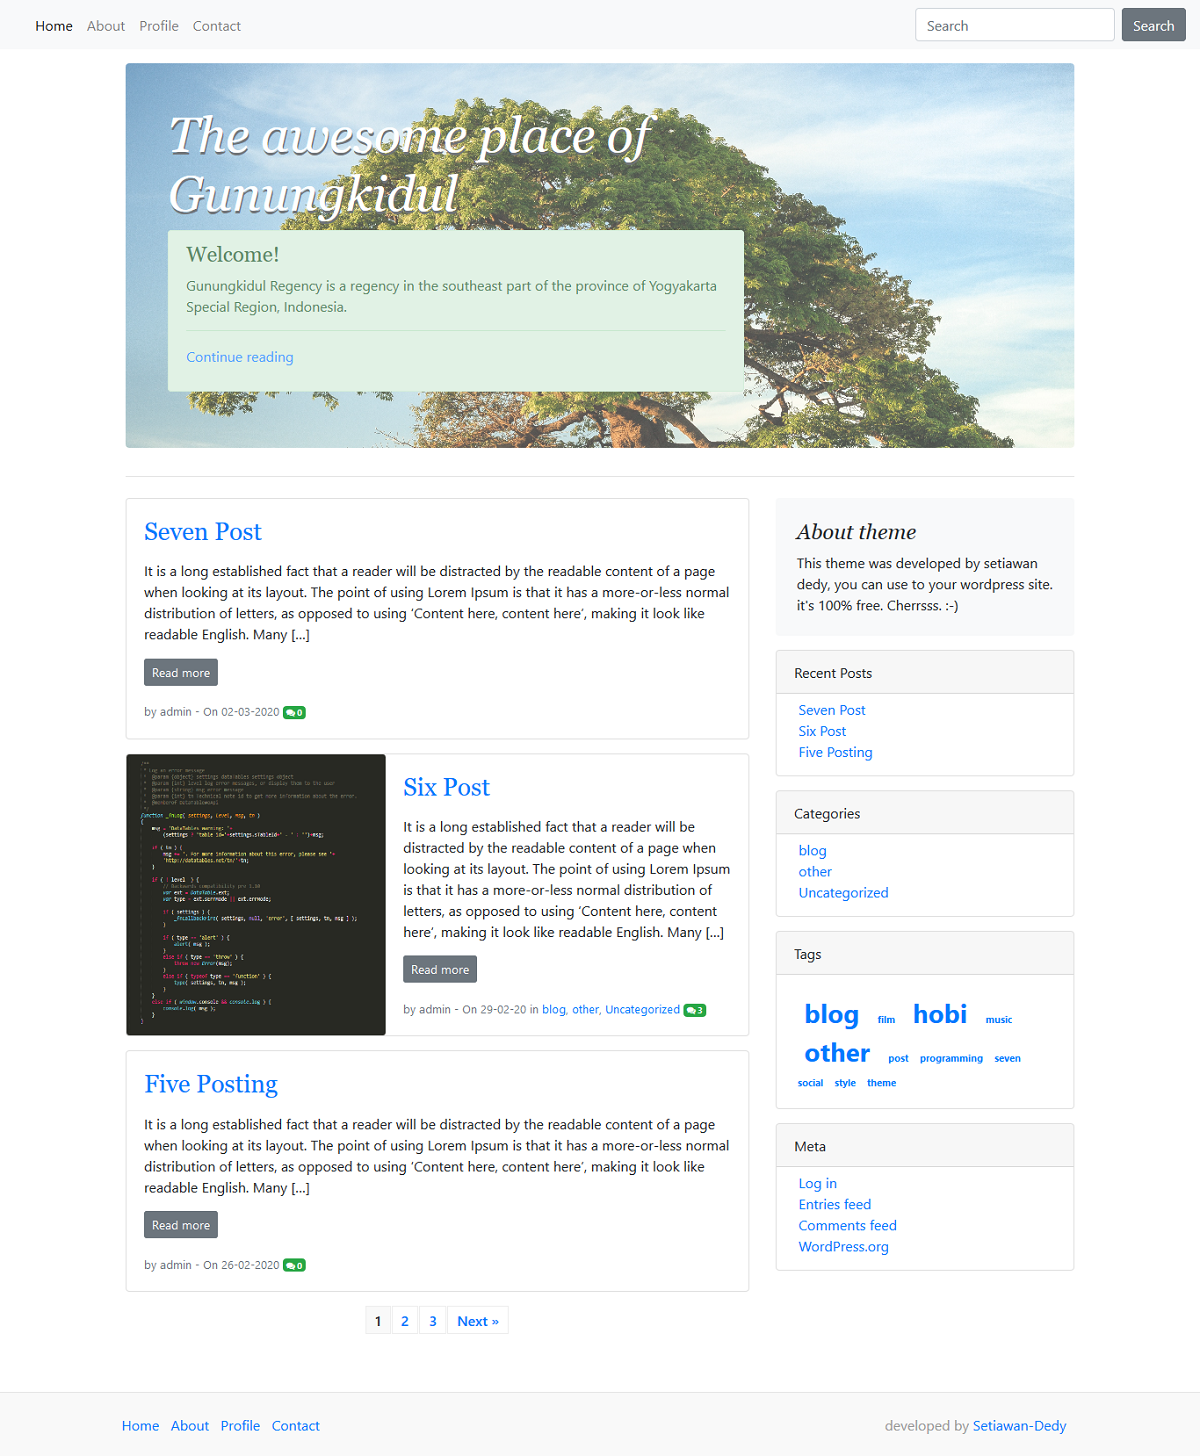 Home About Profile Contact
Search
Search
The awesome place of
Gunungkidul
Welcome!
Gunungkidul Regency is a regency in the southeast part of the province of Yogyakarta
Special Region, Indonesia.
Continue reading
Seven Post
It is a long established fact that a reader will be distracted by the readable content of a page
when looking at its layout. The point of using Lorem Ipsum is that it has a more-or-less normal
distribution of letters, as opposed to using ‘Content here, content here’, making it look like
readable English. Many […]
Read more
by admin - On 02-03-2020 0
Six Post
It is a long established fact that a reader will be
distracted by the readable content of a page when
looking at its layout. The point of using Lorem Ipsum
is that it has a more-or-less normal distribution of
letters, as opposed to using ‘Content here, content
here’, making it look like readable English. Many […]
Read more
by admin - On 29-02-20 in blog, other, Uncategorized 3
Five Posting
It is a long established fact that a reader will be distracted by the readable content of a page
when looking at its layout. The point of using Lorem Ipsum is that it has a more-or-less normal
distribution of letters, as opposed to using ‘Content here, content here’, making it look like
readable English. Many […]
Read more
by admin - On 26-02-2020 0
1 2 3 Next »
About theme
This theme was developed by setiawan
dedy, you can use to your wordpress site.
it's 100% free. Cherrsss. :-)
Recent Posts
Seven Post
Six Post
Five Posting
Categories
blog
other
Uncategorized
Tags
blog film hobi music
other post programming seven
social style theme
Meta
Log in
Entries feed
Comments feed
WordPress.org
Home About Profile Contact
developed by Setiawan-Dedy